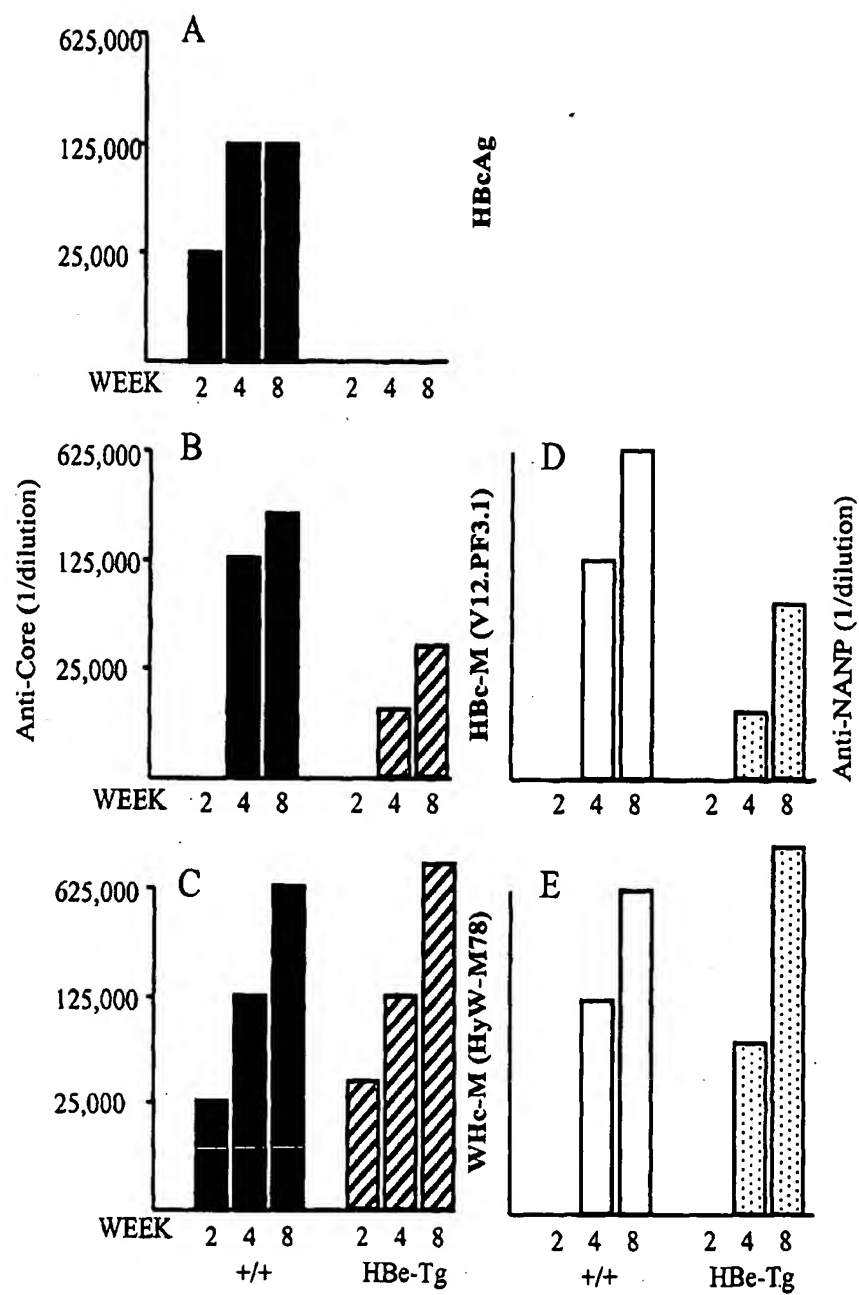 A
625,000
125,000
25,000
HBcAg
WEEK 2 4 8 2 4 8
B
625,000
125,000
25,000
Anti-Core (1/dilution)
HBc-M (V12.PF3.1)
WEEK 2 4 8 2 4 8
D
Anti-NANP (1/dilution)
2 4 8 2 4 8
C
625,000
125,000
25,000
WHc-M (HyW-M78)
WEEK 2 4 8 2 4 8
+/+ HBe-Tg
E
2 4 8 2 4 8
+/+ HBe-Tg